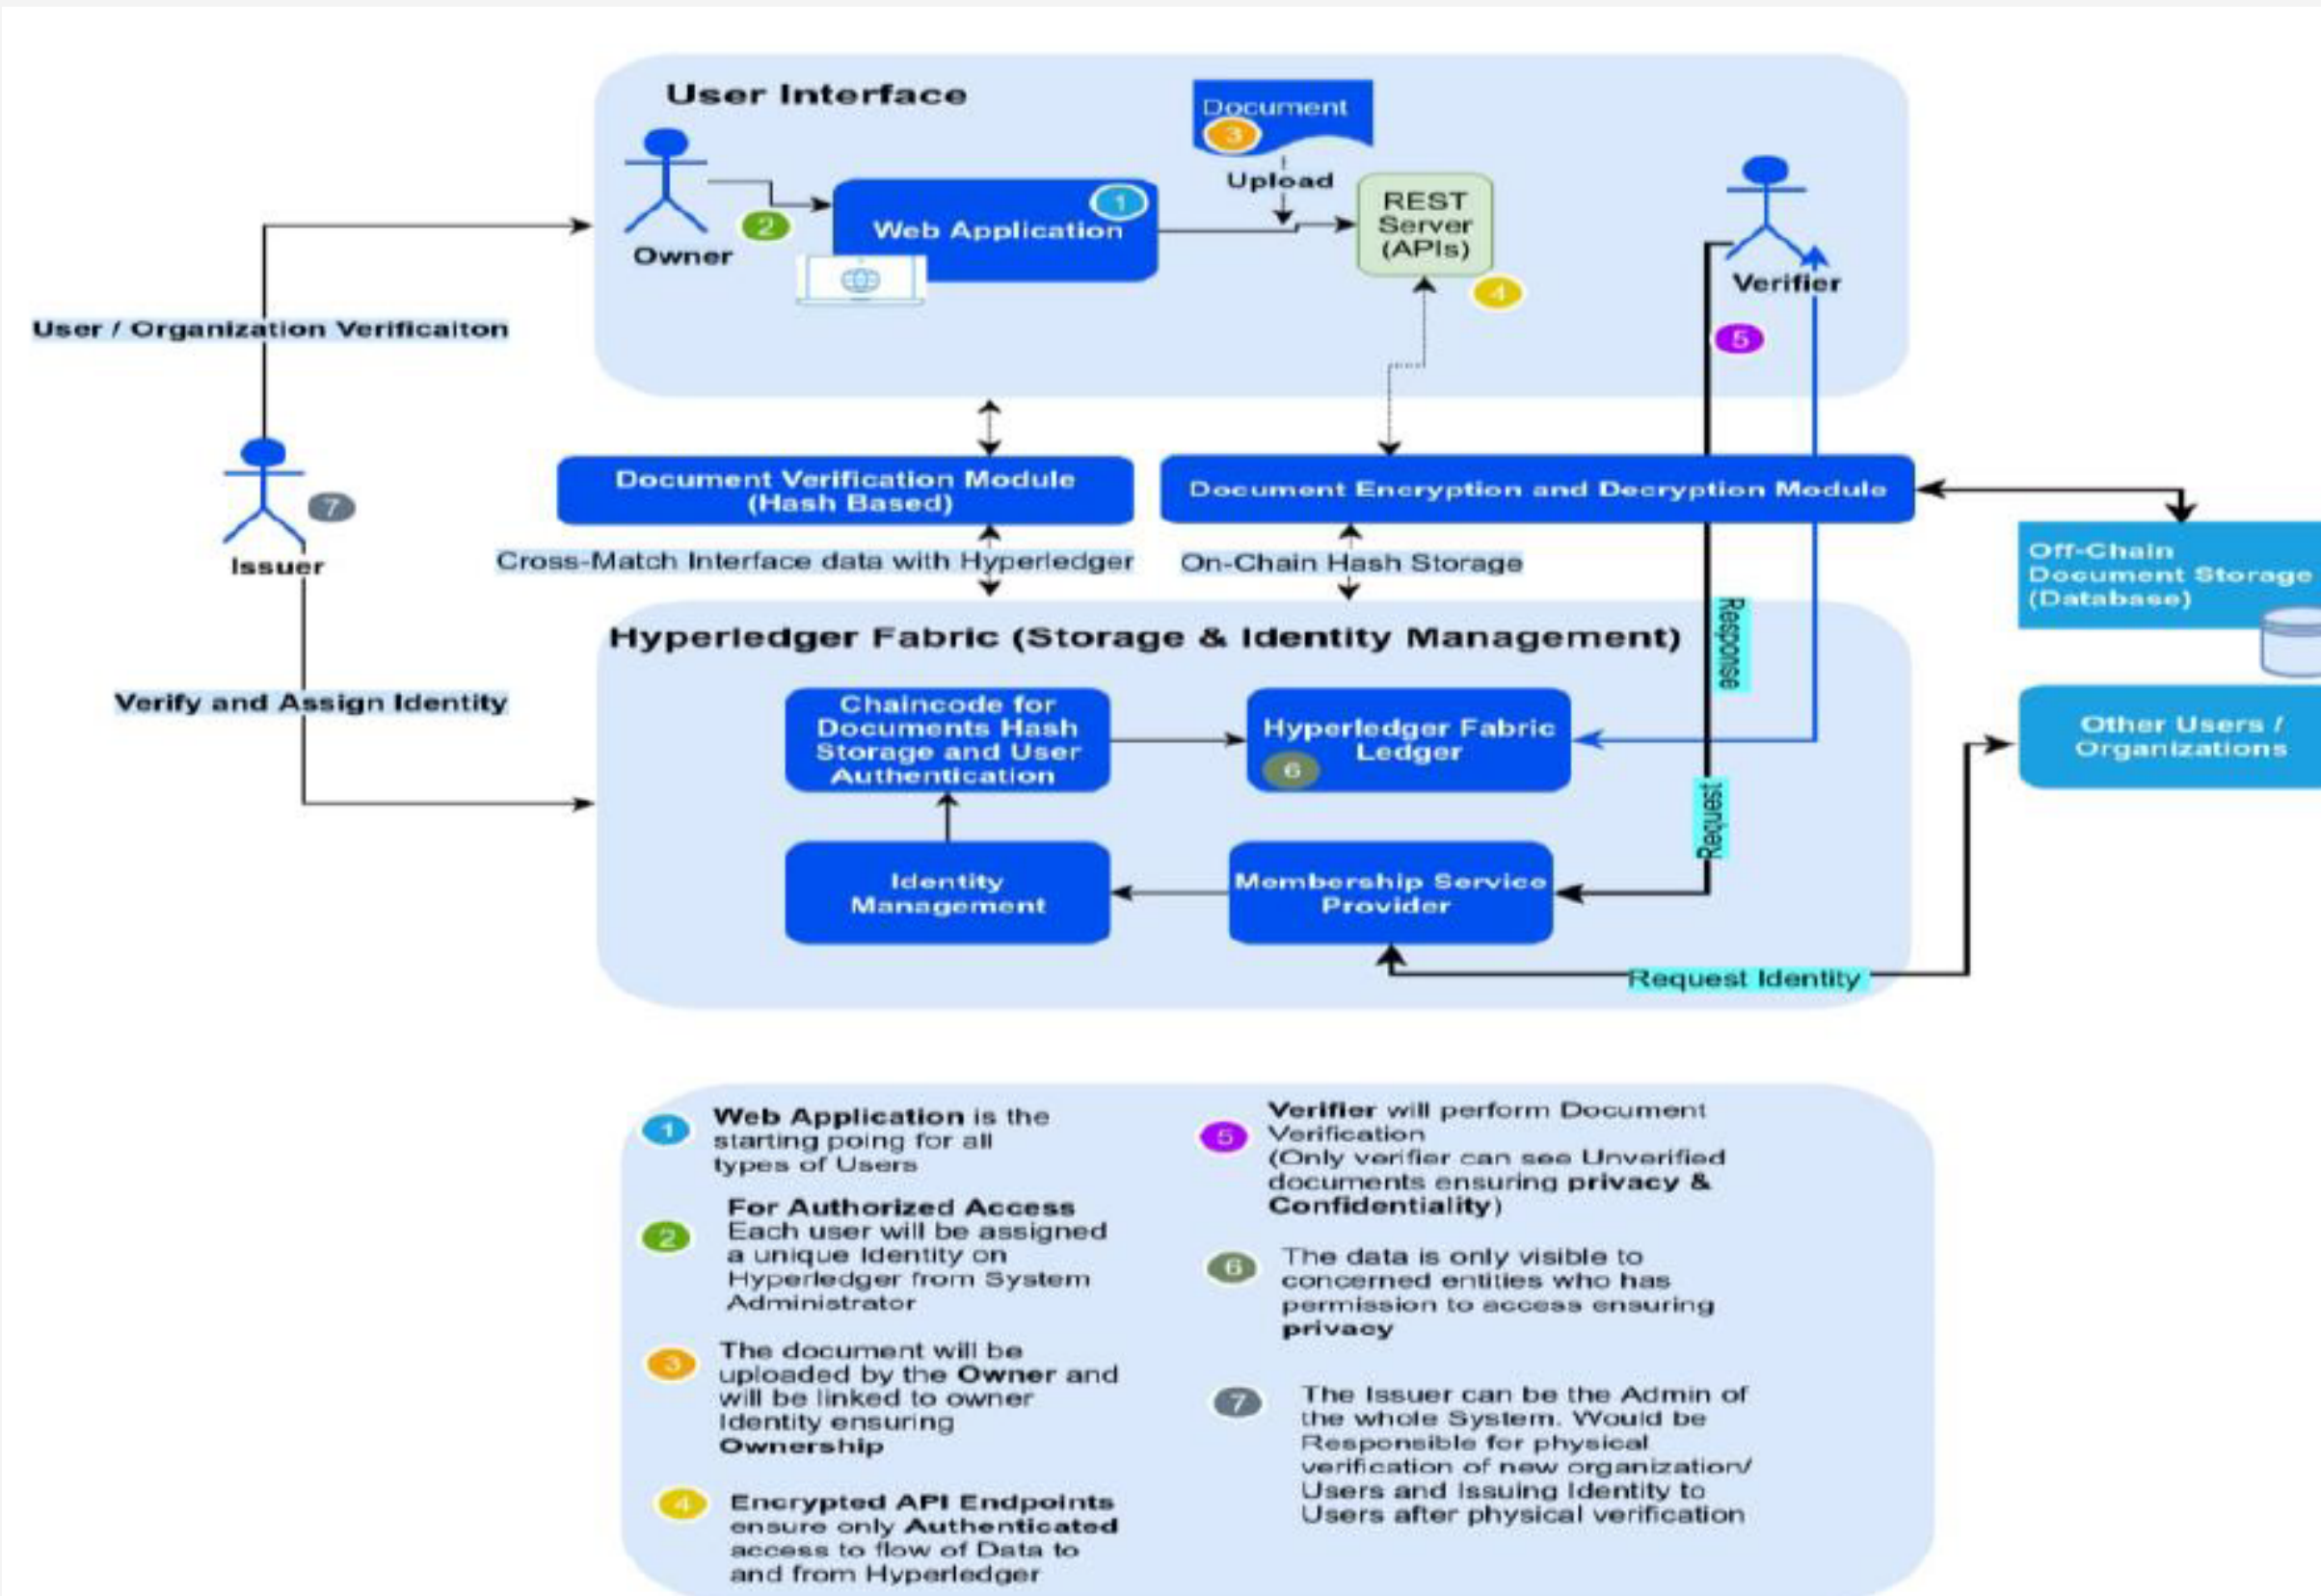 User Interface
Document
3
Upload
1
Web Application
2
Owner
REST
Server
(APIs)
4
Verifier
5
User / Organization Verificaiton
7
Issuer
Document Verification Module
(Hash Based)
Document Encryption and Decryption Module
Cross-Match Interface data with Hyperledger
On-Chain Hash Storage
Off-Chain
Document Storage
(Database)
Response
Hyperledger Fabric (Storage & Identity Management)
Verify and Assign Identity
Chaincode for
Documents Hash
Storage and User
Authentication
Hyperledger Fabric
Ledger
6
Other Users /
Organizations
Request
Identity
Management
Membership Service
Provider
Request Identity
1
Web Application is the
starting poing for all
types of Users
2
For Authorized Access
Each user will be assigned
a unique Identity on
Hyperledger from System
Administrator
3
The document will be
uploaded by the Owner and
will be linked to owner
Identity ensuring
Ownership
4
Encrypted API Endpoints
ensure only Authenticated
access to flow of Data to
and from Hyperledger
5
Verifier will perform Document
Verification
(Only verifier can see Unverified
documents ensuring privacy &
Confidentiality)
6
The data is only visible to
concerned entities who has
permission to access ensuring
privacy
7
The Issuer can be the Admin of
the whole System. Would be
Responsible for physical
verification of new organization/
Users and Issuing Identity to
Users after physical verification